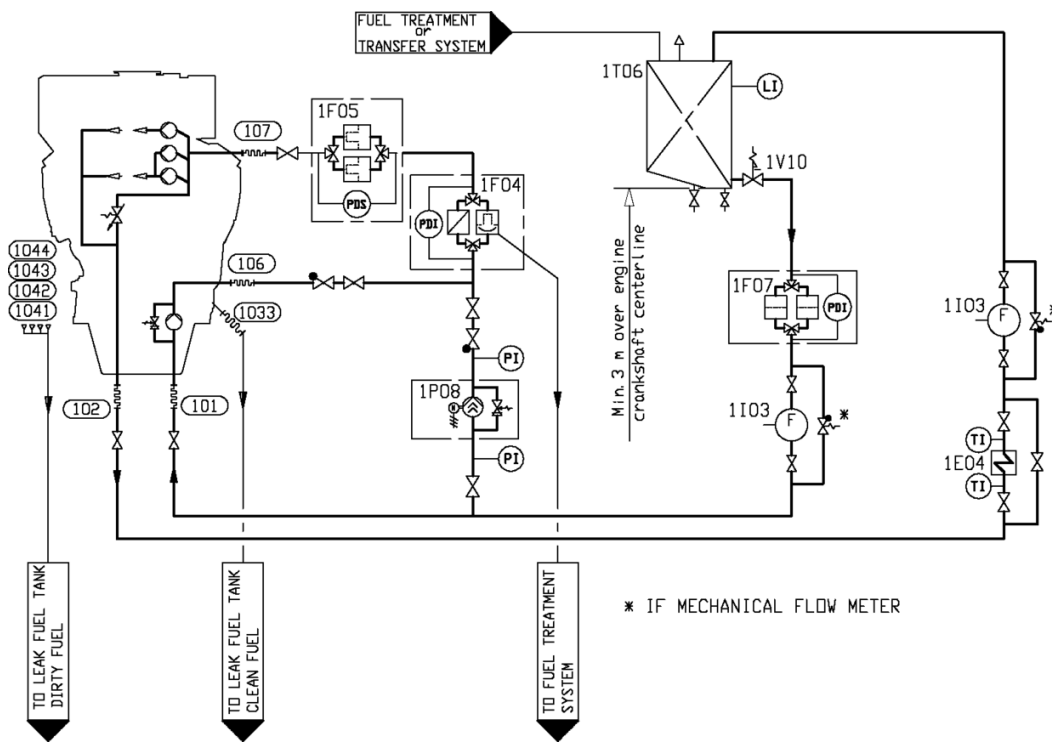 FUEL TREATMENT
or
TRANSFER SYSTEM
1T06
LI
107
1F05
1V10
PDS
1F04
PDI
1044
1043
1042
1041
106
1033
1F07
PDI
1I03
F
*
PI
Min. 3 m over engine
crankshaft centerline
1P08
M
102
101
1I03
F
*
TI
1E04
PI
TI
TO LEAK FUEL TANK
DIRTY FUEL
TO LEAK FUEL TANK
CLEAN FUEL
TO FUEL TREATMENT
SYSTEM
* IF MECHANICAL FLOW METER